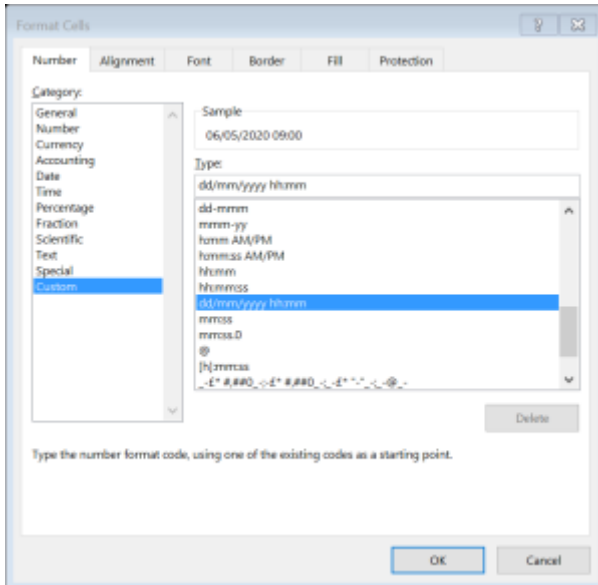 Format Cells
Number Alignment Font Border Fill Protection
Category:
General
Number
Currency
Accounting
Date
Time
Percentage
Fraction
Scientific
Text
Special
Custom
Sample
06/05/2020 09:00
Type:
dd/mm/yyyy hh:mm
dd-mmm
mmm-yy
h:mm AM/PM
h:mm:ss AM/PM
hh:mm
hh:mm:ss
dd/mm/yyyy hh:mm
mm:ss
mm:ss.0
@
[h]:mm:ss
Delete
Type the number format code, using one of the existing codes as a starting point.
OK Cancel